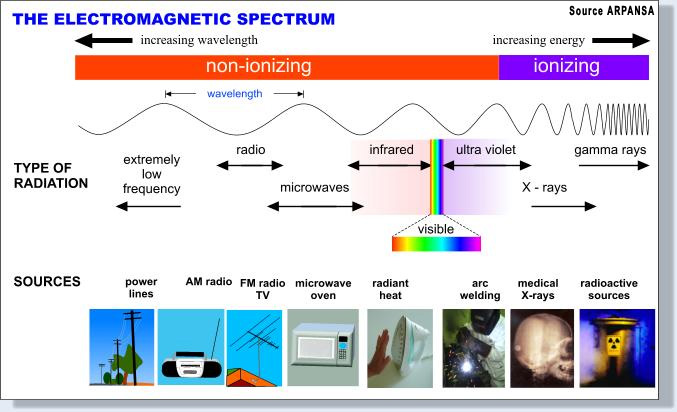 THE ELECTROMAGNETIC SPECTRUM
Source ARPANSA
increasing wavelength
increasing energy
non-ionizing
ionizing
wavelength
TYPE OF
RADIATION
extremely
low
frequency
radio
microwaves
infrared
ultra violet
X - rays
gamma rays
visible
SOURCES
power
lines
AM radio
FM radio
TV
microwave
oven
radiant
heat
arc
welding
medical
X-rays
radioactive
sources